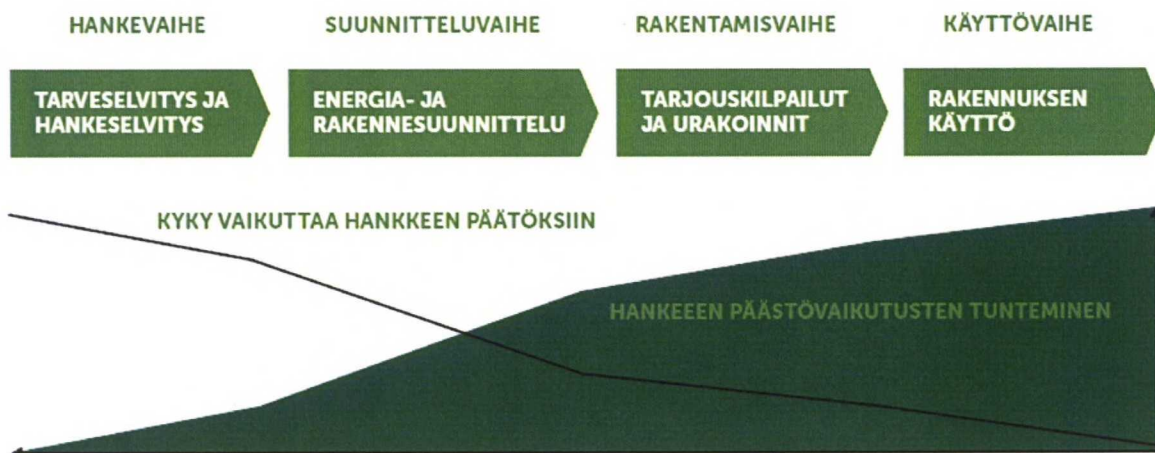 HANKEVAIHE
SUUNNITTELUVAIHE
RAKENTAMISVAIHE
KÄYTTÖVAIHE
TARVESELVITYS JA
HANKESELVITYS
ENERGIA- JA
RAKENNESUUNNITTELU
TARJOUSKILPAILUT
JA URAKOINNIT
RAKENNUKSEN
KÄYTTÖ
KYKY VAIKUTTAA HANKKEEN PÄÄTÖKSIIN
HANKEEEN PÄÄSTÖVAIKUTUSTEN TUNTEMINEN